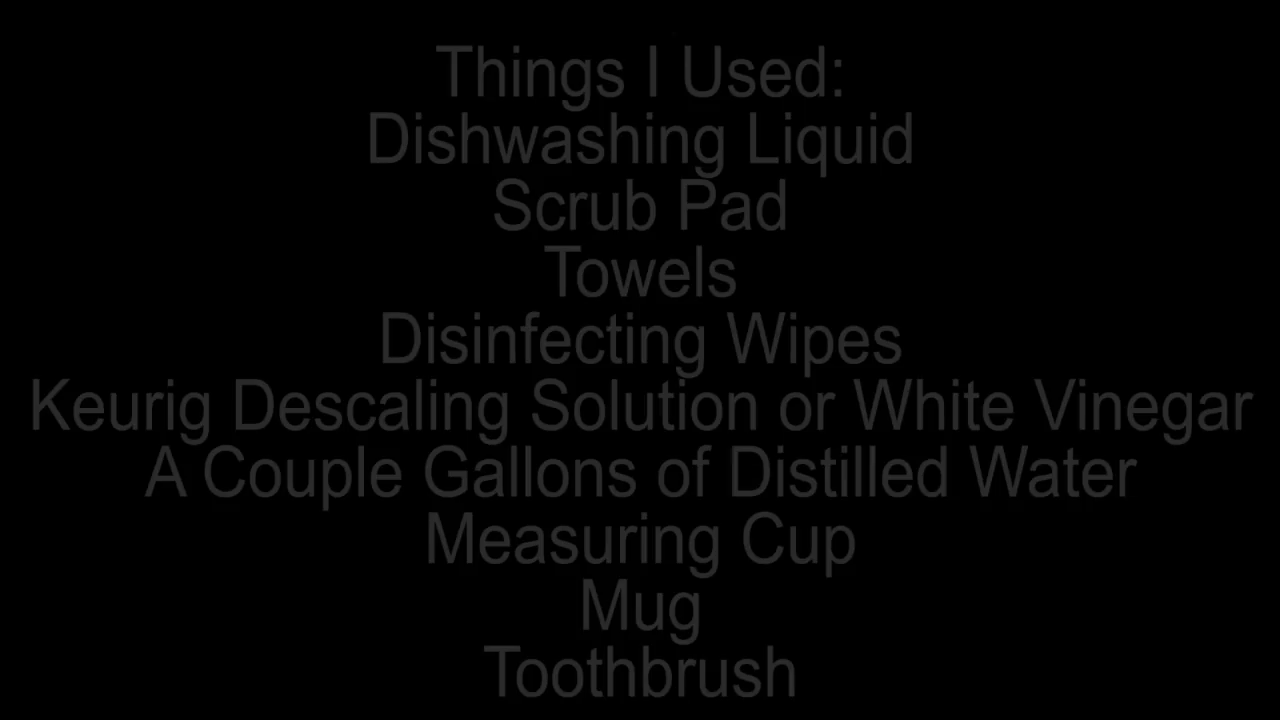 Things I Used:
Dishwashing Liquid
Scrub Pad
Towels
Disinfecting Wipes
Keurig Descaling Solution or White Vinegar
A Couple Gallons of Distilled Water
Measuring Cup
Mug
Toothbrush